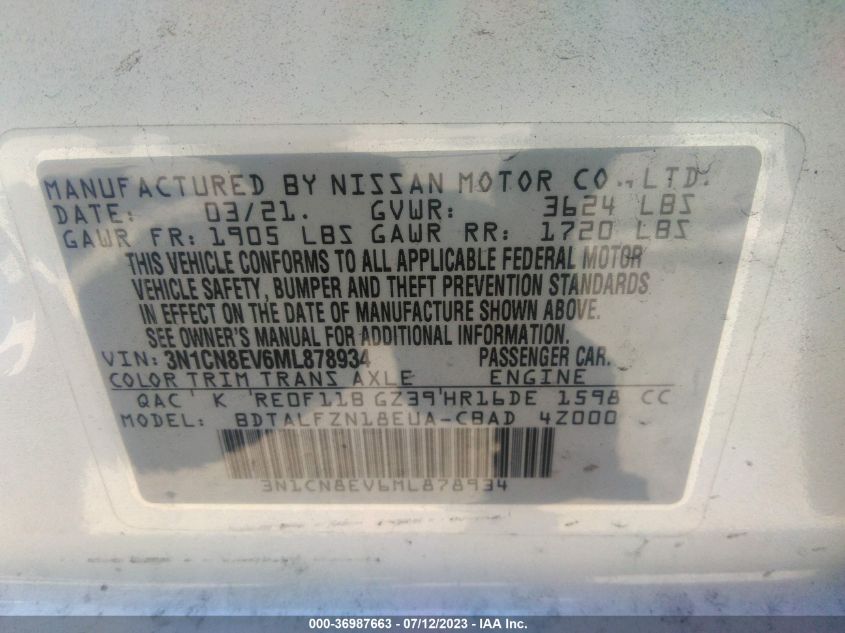 MANUFACTURED BY NISSAN MOTOR CO., LTD.
DATE: 03/21. GVWR: 3624 LBS
GAWR FR: 1905 LBS GAWR RR: 1720 LBS
THIS VEHICLE CONFORMS TO ALL APPLICABLE FEDERAL MOTOR
VEHICLE SAFETY, BUMPER AND THEFT PREVENTION STANDARDS
IN EFFECT ON THE DATE OF MANUFACTURE SHOWN ABOVE.
SEE OWNER'S MANUAL FOR ADDITIONAL INFORMATION.
VIN: 3N1CN8EV6ML878934 PASSENGER CAR.
COLOR TRIM TRANS AXLE ENGINE
QAC K RE0F11B GZ39 HR16DE 1598 CC
MODEL: BDTALFZN18EUA-CBAD 4Z000
3N1CN8EV6ML878934
000-36987663 - 07/12/2023 - IAA Inc.